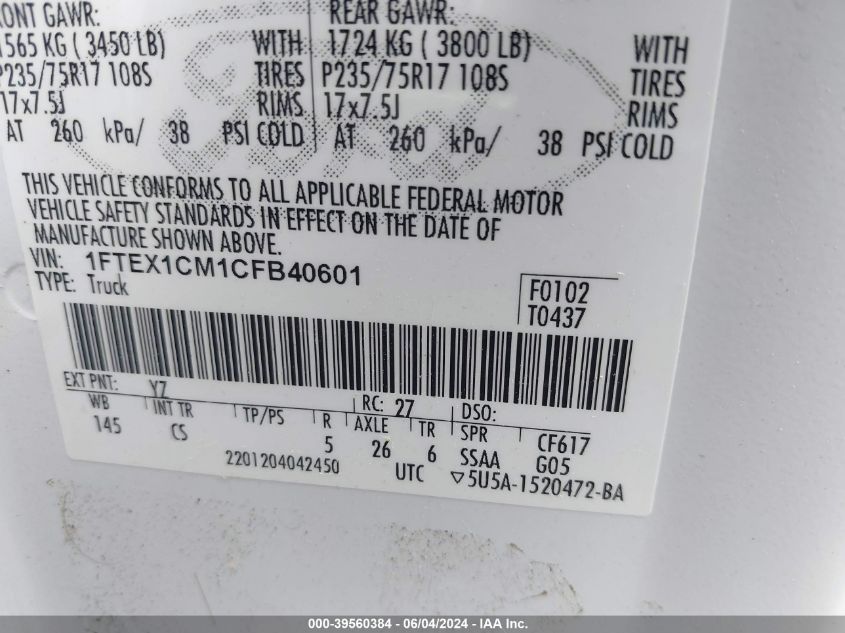 FRONT GAWR: REAR GAWR:
1565 KG ( 3450 LB) WITH 1724 KG ( 3800 LB) WITH
P235/75R17 108S TIRES P235/75R17 108S TIRES
17x7.5J RIMS 17x7.5J RIMS
AT 260 kPa/ 38 PSI COLD AT 260 kPa/ 38 PSI COLD
Ford
THIS VEHICLE CONFORMS TO ALL APPLICABLE FEDERAL MOTOR
VEHICLE SAFETY STANDARDS IN EFFECT ON THE DATE OF
MANUFACTURE SHOWN ABOVE.
VIN: 1FTEX1CM1CFB40601
TYPE: Truck
F0102
T0437
EXT PNT: YZ RC: 27 DSO:
WB INT TR TP/PS R AXLE TR SPR CF617
145 CS 5 26 6 SSAA G05
2201204042450 UTC ▽5U5A-1520472-BA
000-39560384 - 06/04/2024 - IAA Inc.